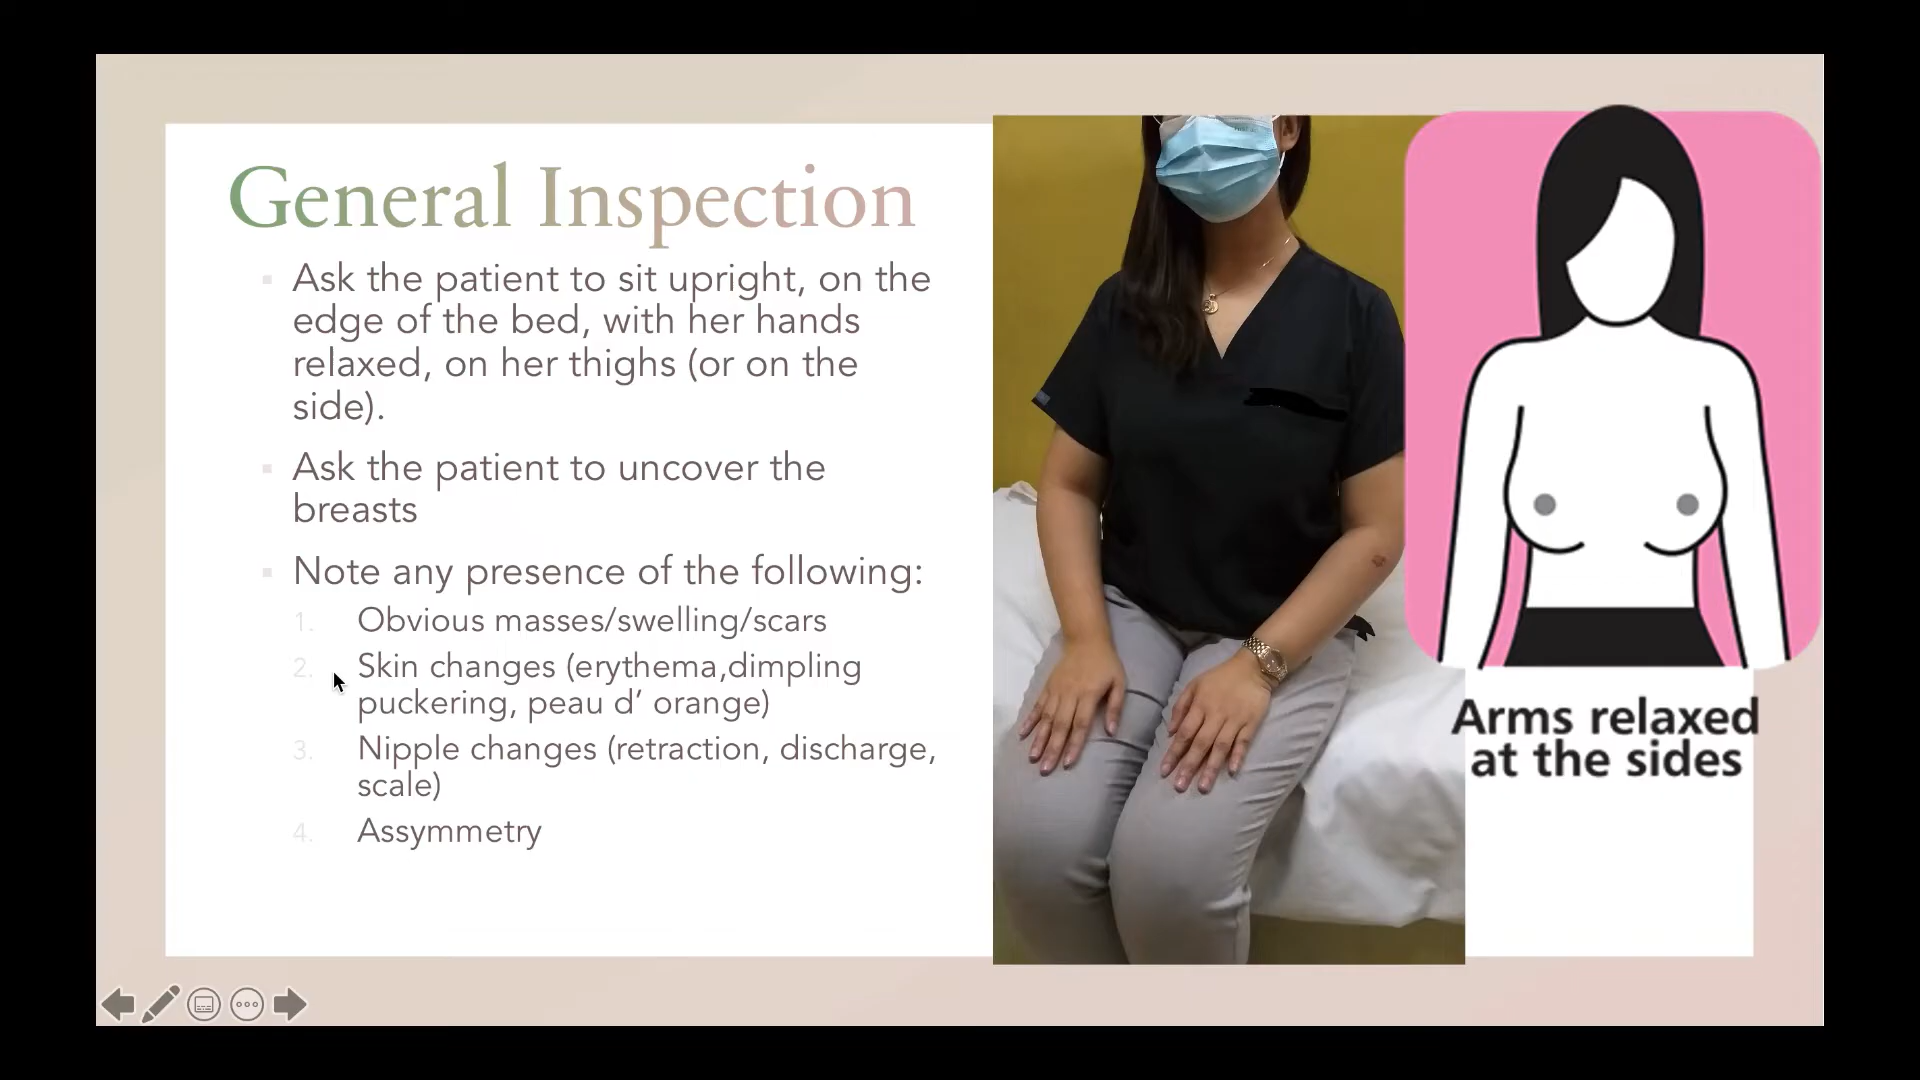 General Inspection
Ask the patient to sit upright, on the
edge of the bed, with her hands
relaxed, on her thighs (or on the
side).
Ask the patient to uncover the
breasts
Note any presence of the following:
1. Obvious masses/swelling/scars
2. Skin changes (erythema,dimpling
puckering, peau d’ orange)
3. Nipple changes (retraction, discharge,
scale)
4. Assymmetry
Arms relaxed
at the sides